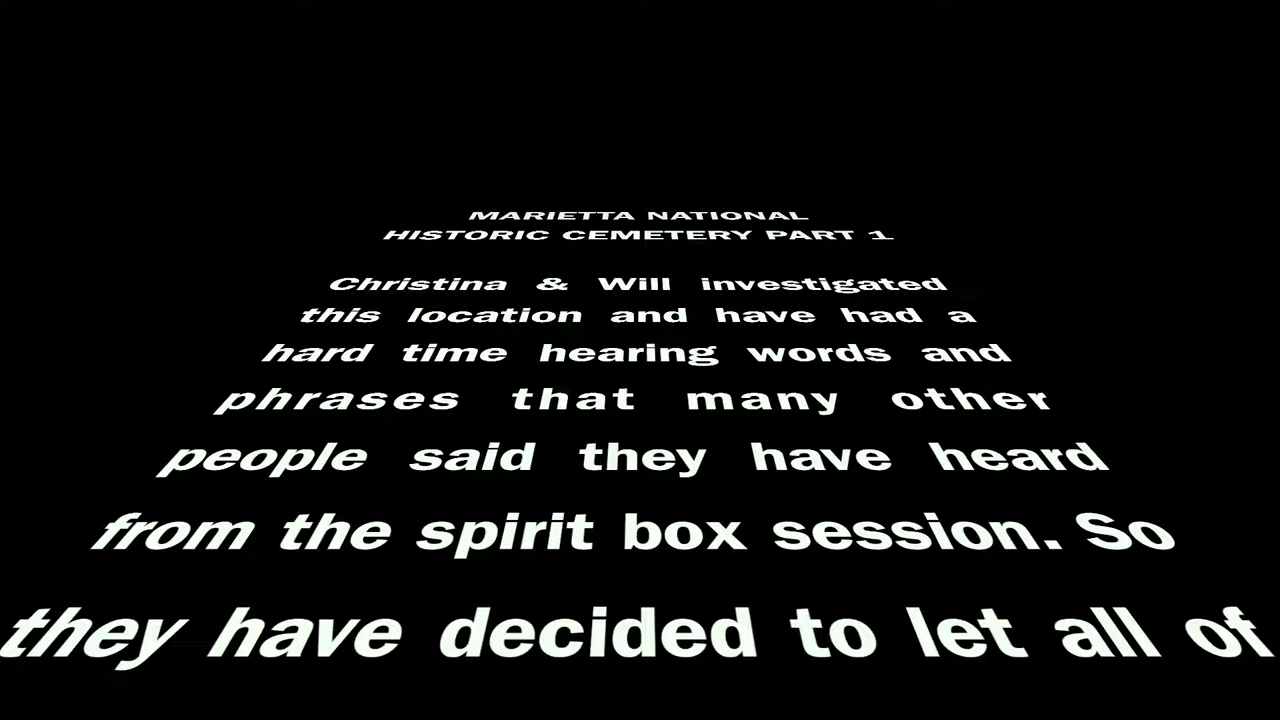 MARIETTA NATIONAL
HISTORIC CEMETERY PART 1
Christina & Will investigated
this location and have had a
hard time hearing words and
phrases that many other
people said they have heard
from the spirit box session. So
they have decided to let all of